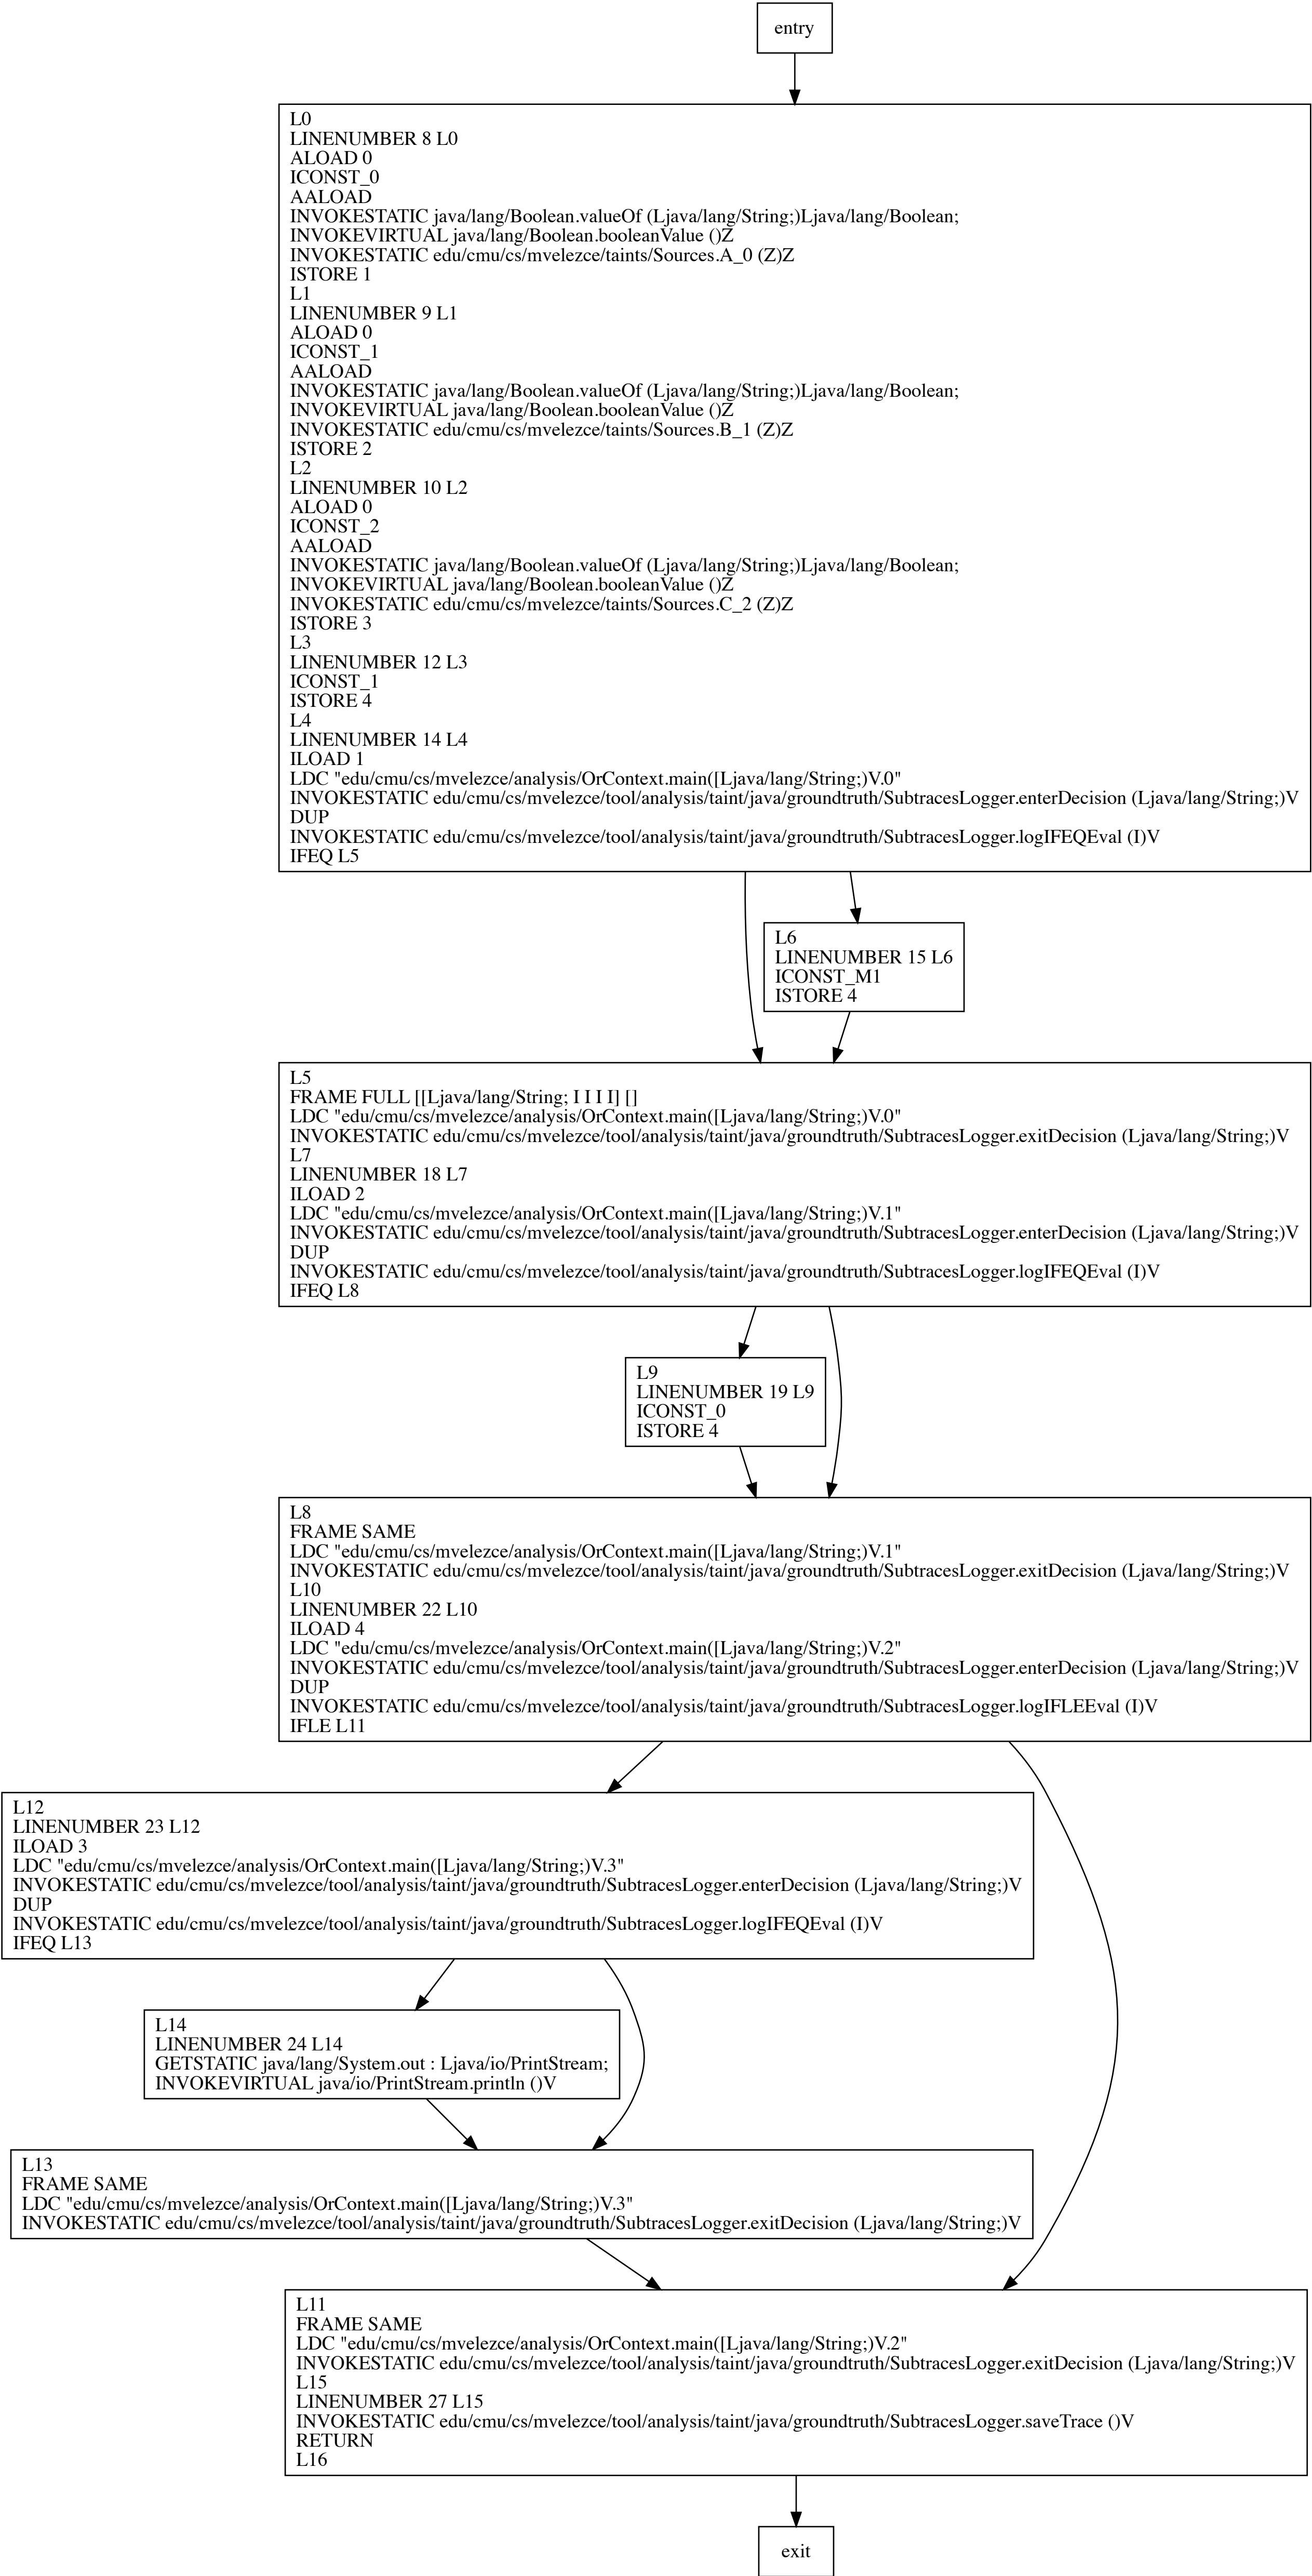 entry
L0
LINENUMBER 8 L0
ALOAD 0
ICONST_0
AALOAD
INVOKESTATIC java/lang/Boolean.valueOf (Ljava/lang/String;)Ljava/lang/Boolean;
INVOKEVIRTUAL java/lang/Boolean.booleanValue ()Z
INVOKESTATIC edu/cmu/cs/mvelezce/taints/Sources.A_0 (Z)Z
ISTORE 1
L1
LINENUMBER 9 L1
ALOAD 0
ICONST_1
AALOAD
INVOKESTATIC java/lang/Boolean.valueOf (Ljava/lang/String;)Ljava/lang/Boolean;
INVOKEVIRTUAL java/lang/Boolean.booleanValue ()Z
INVOKESTATIC edu/cmu/cs/mvelezce/taints/Sources.B_1 (Z)Z
ISTORE 2
L2
LINENUMBER 10 L2
ALOAD 0
ICONST_2
AALOAD
INVOKESTATIC java/lang/Boolean.valueOf (Ljava/lang/String;)Ljava/lang/Boolean;
INVOKEVIRTUAL java/lang/Boolean.booleanValue ()Z
INVOKESTATIC edu/cmu/cs/mvelezce/taints/Sources.C_2 (Z)Z
ISTORE 3
L3
LINENUMBER 12 L3
ICONST_1
ISTORE 4
L4
LINENUMBER 14 L4
ILOAD 1
LDC "edu/cmu/cs/mvelezce/analysis/OrContext.main([Ljava/lang/String;)V.0"
INVOKESTATIC edu/cmu/cs/mvelezce/tool/analysis/taint/java/groundtruth/SubtracesLogger.enterDecision (Ljava/lang/String;)V
DUP
INVOKESTATIC edu/cmu/cs/mvelezce/tool/analysis/taint/java/groundtruth/SubtracesLogger.logIFEQEval (I)V
IFEQ L5
L6
LINENUMBER 15 L6
ICONST_M1
ISTORE 4
L5
FRAME FULL [[Ljava/lang/String; I I I I] []
LDC "edu/cmu/cs/mvelezce/analysis/OrContext.main([Ljava/lang/String;)V.0"
INVOKESTATIC edu/cmu/cs/mvelezce/tool/analysis/taint/java/groundtruth/SubtracesLogger.exitDecision (Ljava/lang/String;)V
L7
LINENUMBER 18 L7
ILOAD 2
LDC "edu/cmu/cs/mvelezce/analysis/OrContext.main([Ljava/lang/String;)V.1"
INVOKESTATIC edu/cmu/cs/mvelezce/tool/analysis/taint/java/groundtruth/SubtracesLogger.enterDecision (Ljava/lang/String;)V
DUP
INVOKESTATIC edu/cmu/cs/mvelezce/tool/analysis/taint/java/groundtruth/SubtracesLogger.logIFEQEval (I)V
IFEQ L8
L9
LINENUMBER 19 L9
ICONST_0
ISTORE 4
L8
FRAME SAME
LDC "edu/cmu/cs/mvelezce/analysis/OrContext.main([Ljava/lang/String;)V.1"
INVOKESTATIC edu/cmu/cs/mvelezce/tool/analysis/taint/java/groundtruth/SubtracesLogger.exitDecision (Ljava/lang/String;)V
L10
LINENUMBER 22 L10
ILOAD 4
LDC "edu/cmu/cs/mvelezce/analysis/OrContext.main([Ljava/lang/String;)V.2"
INVOKESTATIC edu/cmu/cs/mvelezce/tool/analysis/taint/java/groundtruth/SubtracesLogger.enterDecision (Ljava/lang/String;)V
DUP
INVOKESTATIC edu/cmu/cs/mvelezce/tool/analysis/taint/java/groundtruth/SubtracesLogger.logIFLEEval (I)V
IFLE L11
L12
LINENUMBER 23 L12
ILOAD 3
LDC "edu/cmu/cs/mvelezce/analysis/OrContext.main([Ljava/lang/String;)V.3"
INVOKESTATIC edu/cmu/cs/mvelezce/tool/analysis/taint/java/groundtruth/SubtracesLogger.enterDecision (Ljava/lang/String;)V
DUP
INVOKESTATIC edu/cmu/cs/mvelezce/tool/analysis/taint/java/groundtruth/SubtracesLogger.logIFEQEval (I)V
IFEQ L13
L14
LINENUMBER 24 L14
GETSTATIC java/lang/System.out : Ljava/io/PrintStream;
INVOKEVIRTUAL java/io/PrintStream.println ()V
L13
FRAME SAME
LDC "edu/cmu/cs/mvelezce/analysis/OrContext.main([Ljava/lang/String;)V.3"
INVOKESTATIC edu/cmu/cs/mvelezce/tool/analysis/taint/java/groundtruth/SubtracesLogger.exitDecision (Ljava/lang/String;)V
L11
FRAME SAME
LDC "edu/cmu/cs/mvelezce/analysis/OrContext.main([Ljava/lang/String;)V.2"
INVOKESTATIC edu/cmu/cs/mvelezce/tool/analysis/taint/java/groundtruth/SubtracesLogger.exitDecision (Ljava/lang/String;)V
L15
LINENUMBER 27 L15
INVOKESTATIC edu/cmu/cs/mvelezce/tool/analysis/taint/java/groundtruth/SubtracesLogger.saveTrace ()V
RETURN
L16
exit